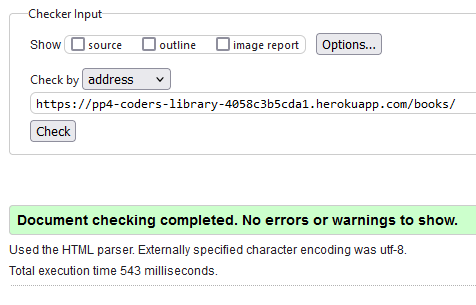 Checker Input
Show source outline image report Options...
Check by address
https://pp4-coders-library-4058c3b5cda1.herokuapp.com/books/
Check
Document checking completed. No errors or warnings to show.
Used the HTML parser. Externally specified character encoding was utf-8.
Total execution time 543 milliseconds.